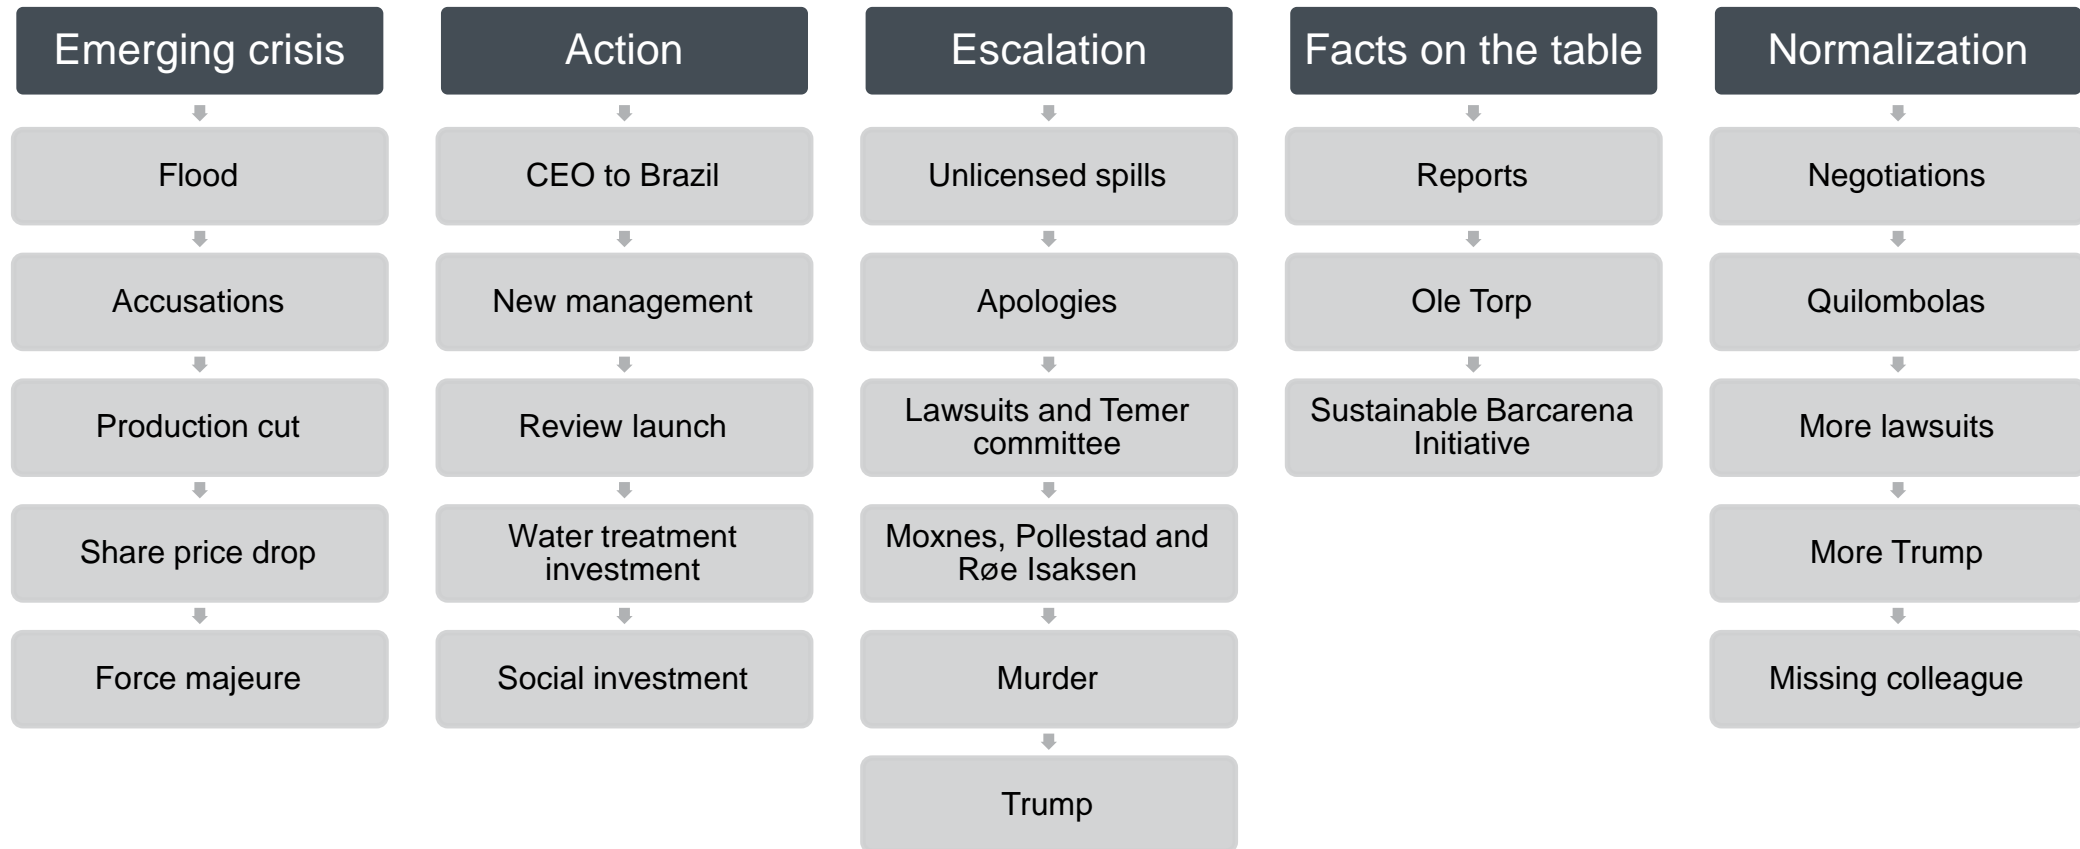 Emerging crisis
Flood
Accusations
Production cut
Share price drop
Force majeure
Action
CEO to Brazil
New management
Review launch
Water treatment
investment
Social investment
Escalation
Unlicensed spills
Apologies
Lawsuits and Temer
committee
Moxnes, Pollestad and
Røe Isaksen
Murder
Trump
Facts on the table
Reports
Ole Torp
Sustainable Barcarena
Initiative
Normalization
Negotiations
Quilombolas
More lawsuits
More Trump
Missing colleague